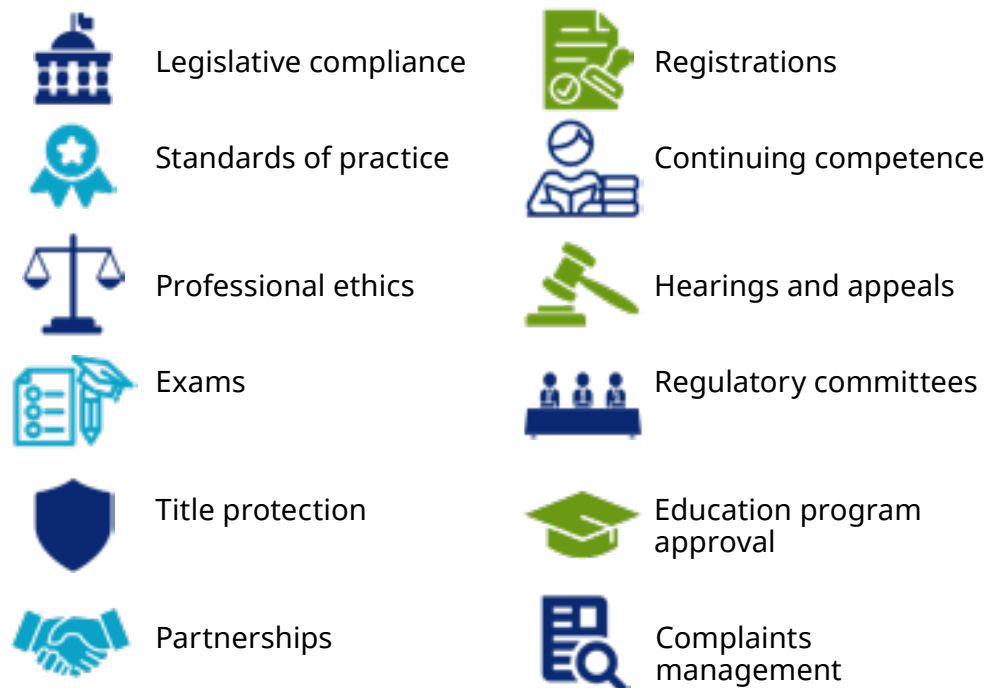 Legislative compliance
Registrations
Standards of practice
Continuing competence
Professional ethics
Hearings and appeals
Exams
Regulatory committees
Title protection
Education program
approval
Partnerships
Complaints
management